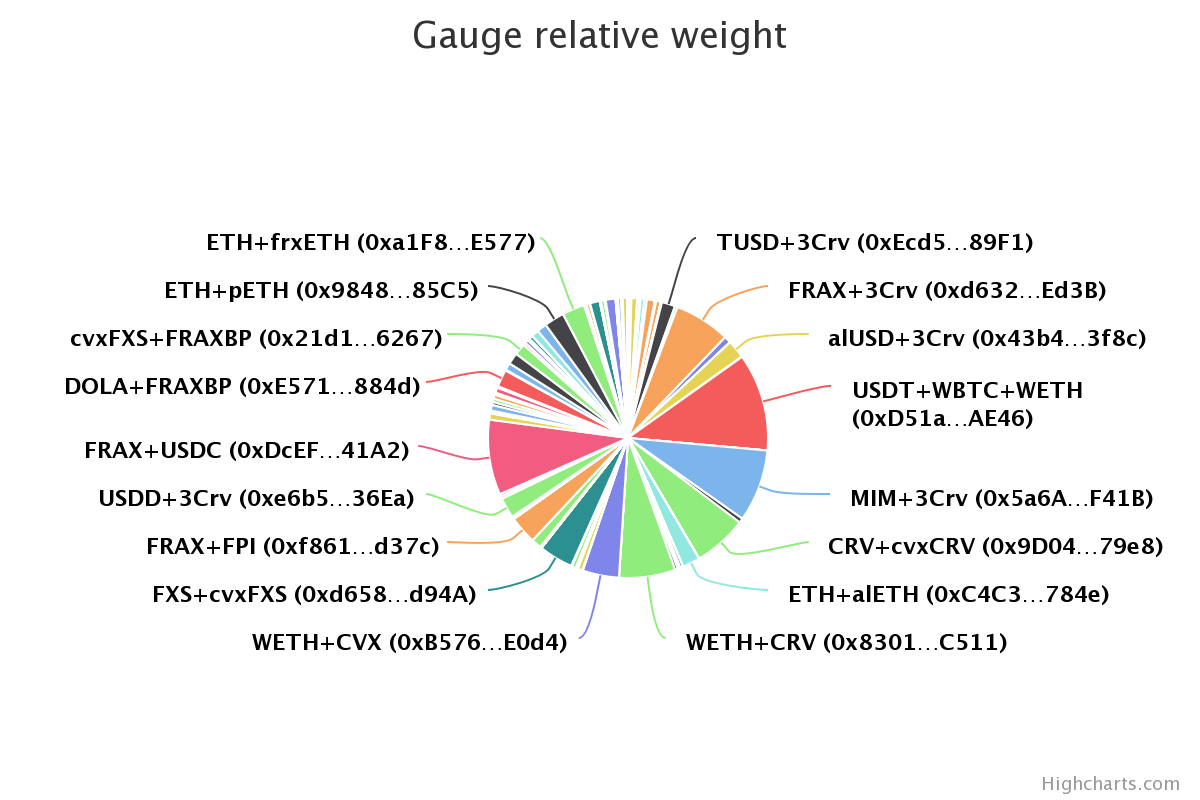 Gauge relative weight
ETH+frxETH (0xa1F8…E577)
TUSD+3Crv (0xEcd5…89F1)
ETH+pETH (0x9848…85C5)
FRAX+3Crv (0xd632…Ed3B)
cvxFXS+FRAXBP (0x21d1…6267)
alUSD+3Crv (0x43b4…3f8c)
DOLA+FRAXBP (0xE571…884d)
USDT+WBTC+WETH
(0xD51a…AE46)
FRAX+USDC (0xDcEF…41A2)
USDD+3Crv (0xe6b5…36Ea)
MIM+3Crv (0x5a6A…F41B)
FRAX+FPI (0xf861…d37c)
CRV+cvxCRV (0x9D04…79e8)
FXS+cvxFXS (0xd658…d94A)
ETH+alETH (0xC4C3…784e)
WETH+CVX (0xB576…E0d4)
WETH+CRV (0x8301…C511)
Highcharts.com